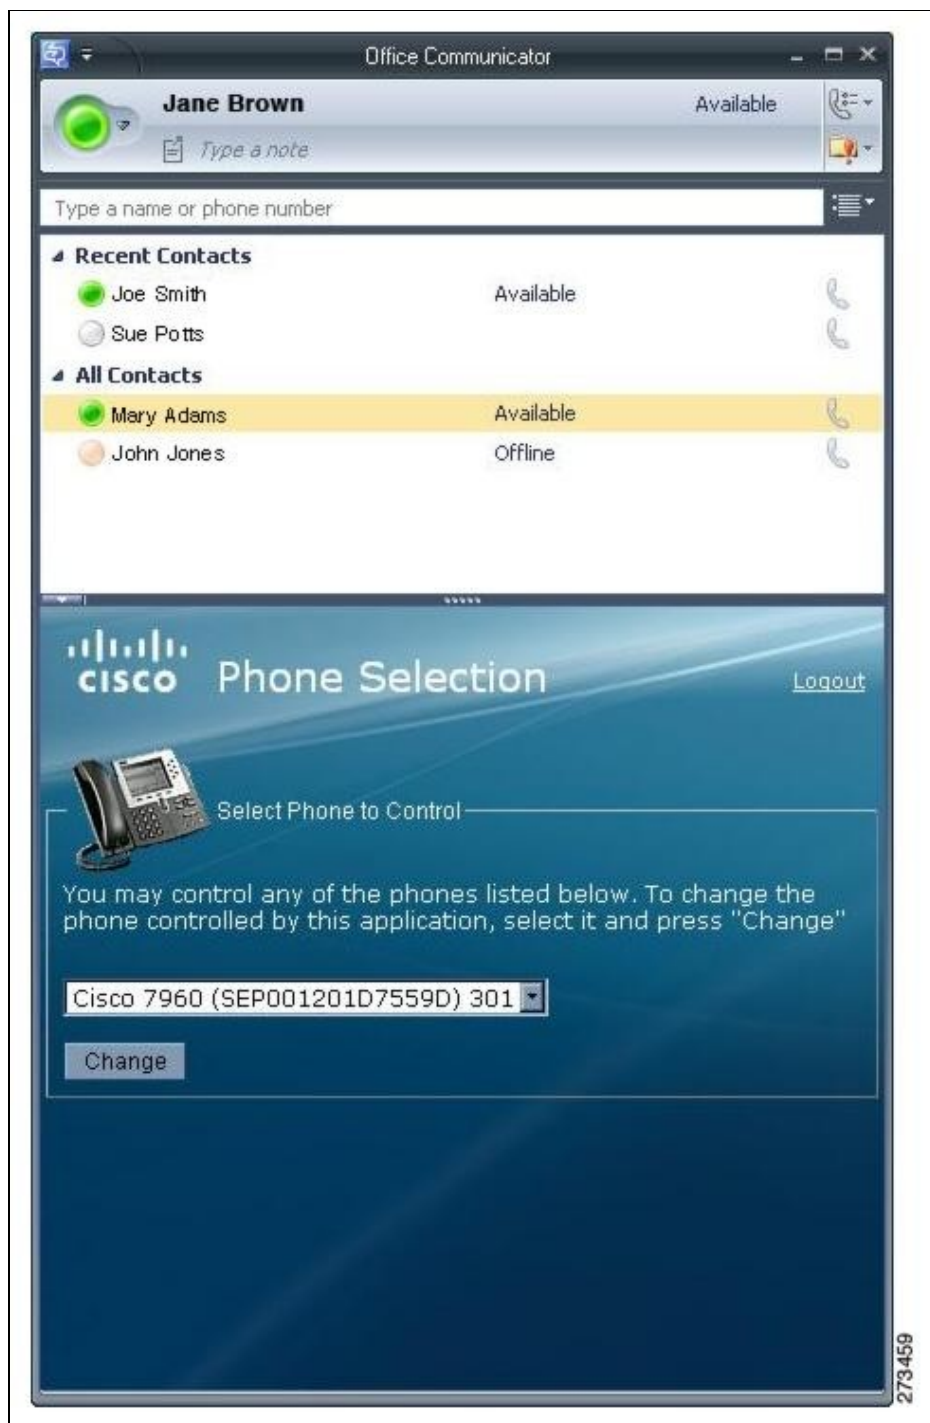 Office Communicator
Jane Brown Available
Type a note
Type a name or phone number
Recent Contacts
Joe Smith Available
Sue Potts
All Contacts
Mary Adams Available
John Jones Offline
CISCO Phone Selection Logout
Select Phone to Control
You may control any of the phones listed below. To change the
phone controlled by this application, select it and press "Change"
Cisco 7960 (SEP001201D7559D) 301
Change
273459